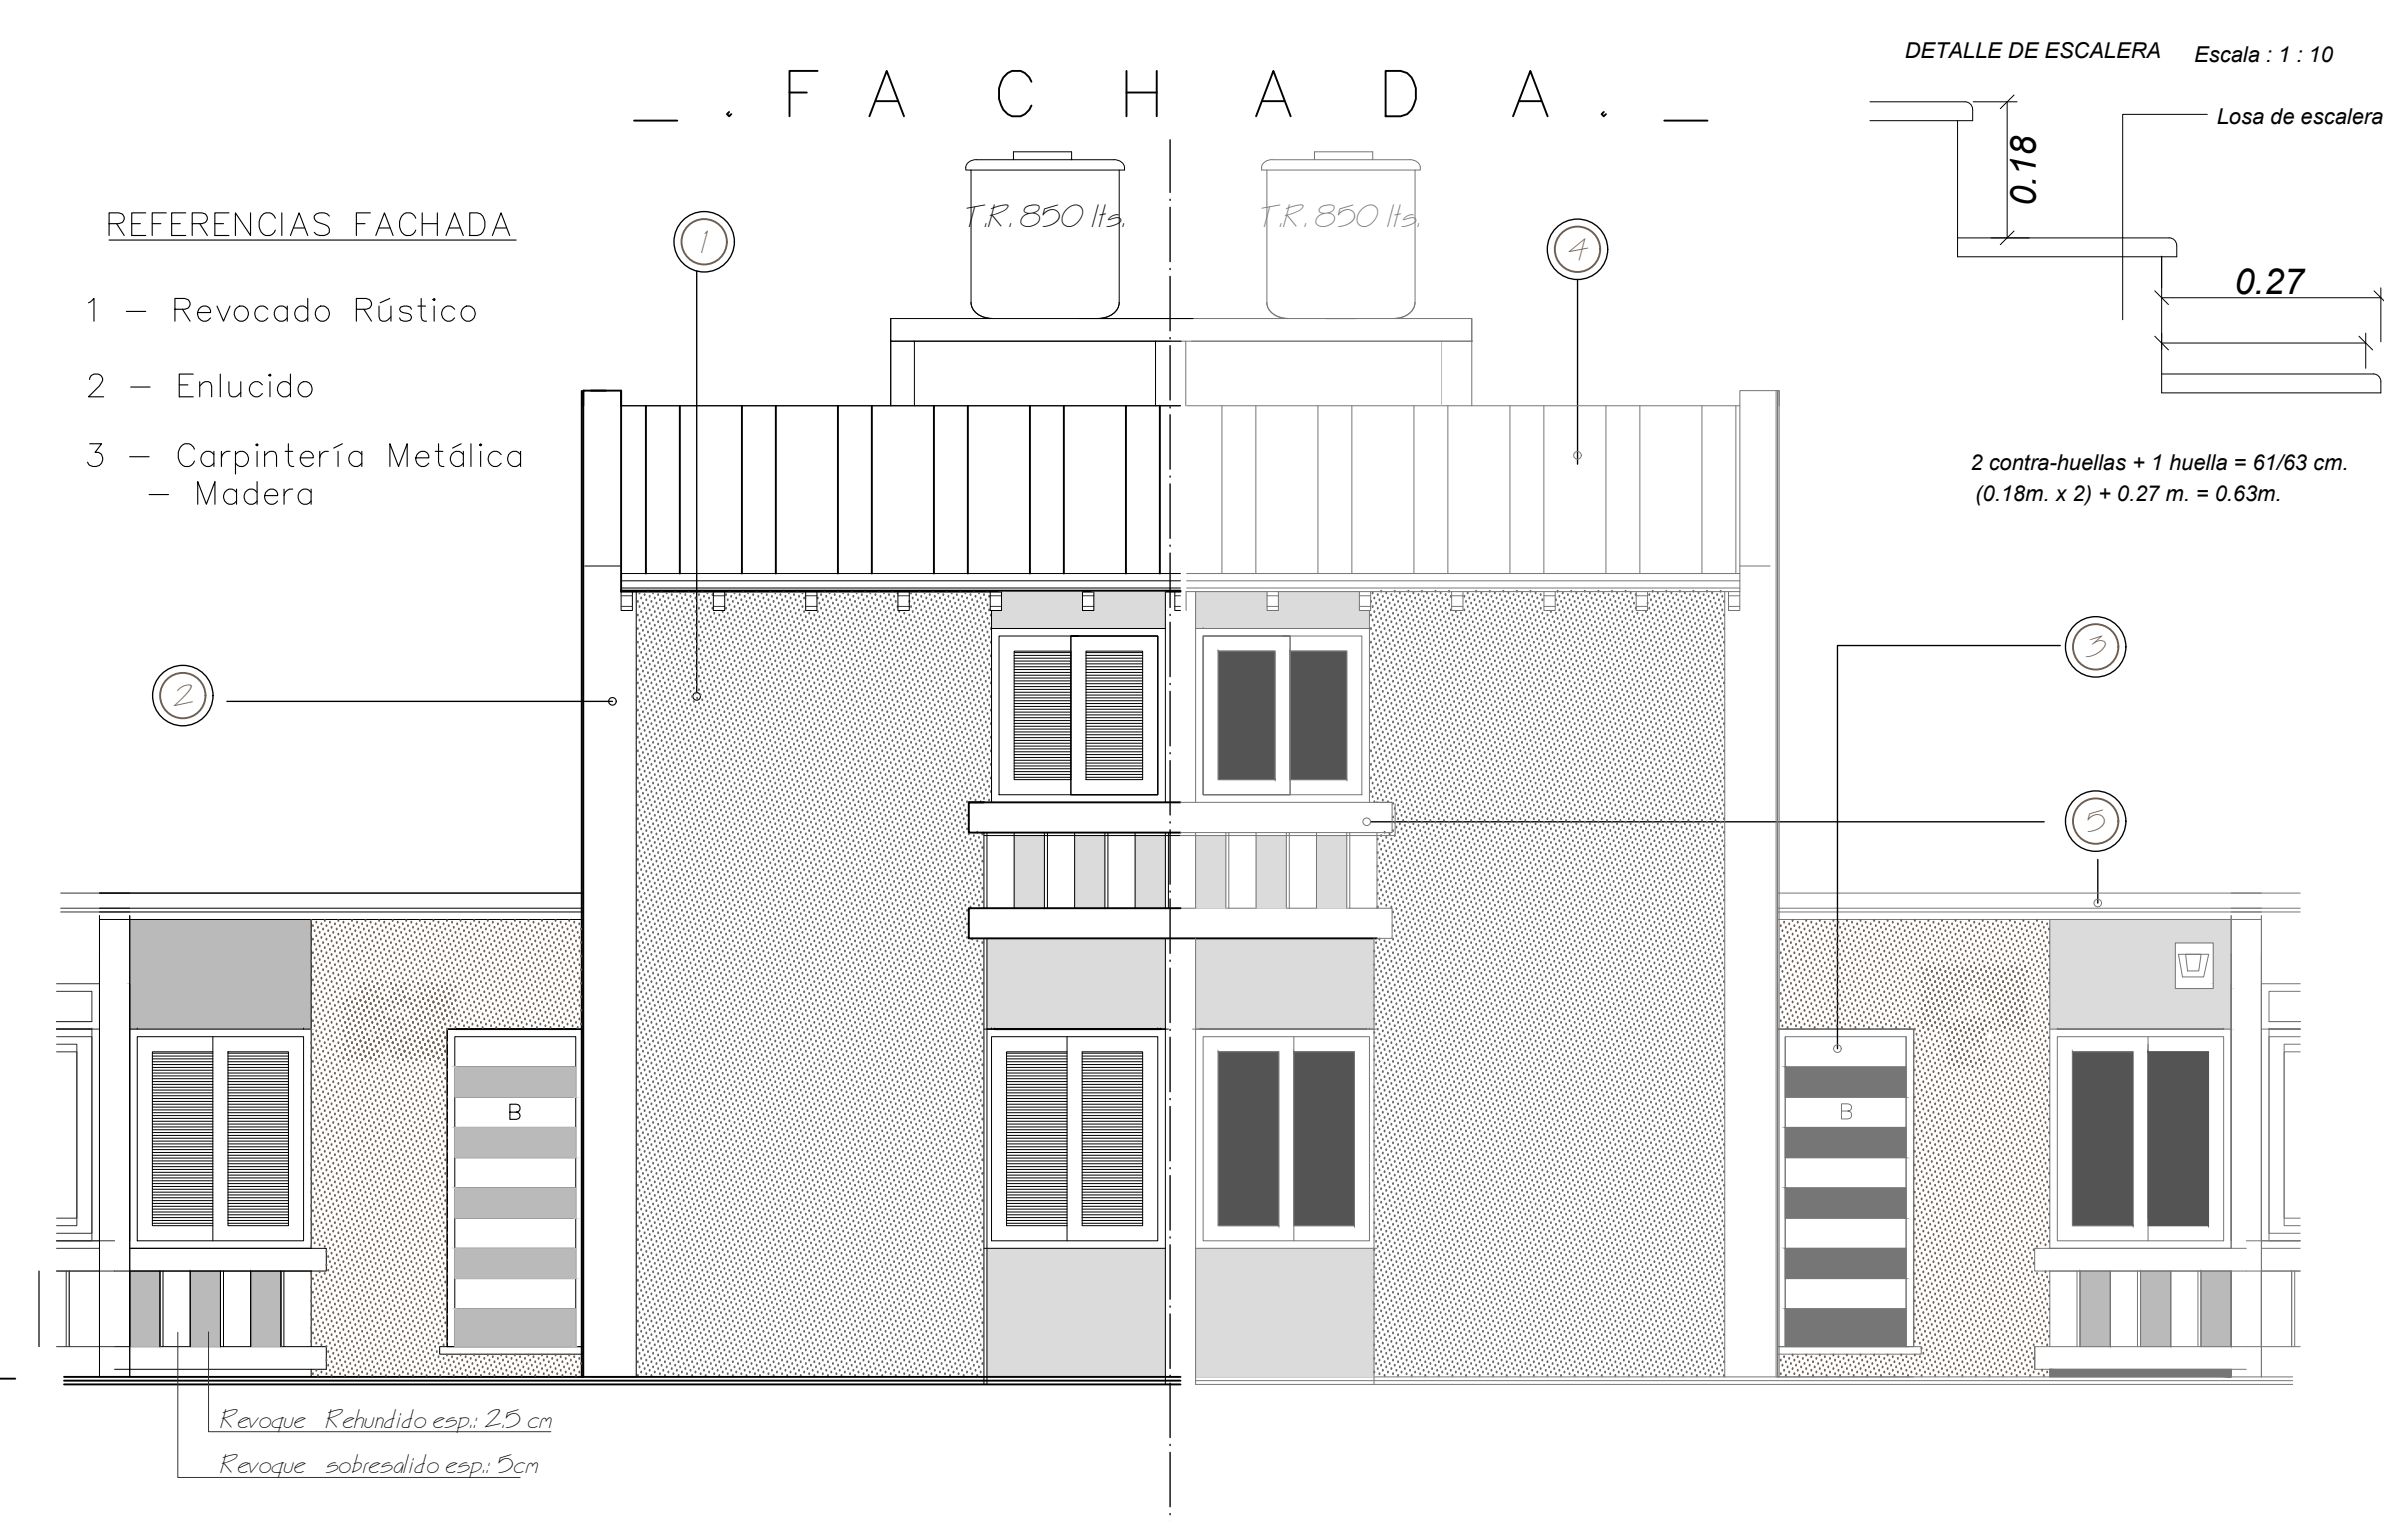 _ . F A C H A D A . _
DETALLE DE ESCALERA Escala : 1 : 10
Losa de escalera
0.18
0.27
2 contra-huellas + 1 huella = 61/63 cm.
(0.18m. x 2) + 0.27 m. = 0.63m.
REFERENCIAS FACHADA
1 - Revocado Rústico
2 - Enlucido
3 - Carpintería Metálica
- Madera
T.R. 850 lts.
T.R. 850 lts.
1
4
2
3
5
B
B
Revoque Rehundido esp.: 2.5 cm
Revoque sobresalido esp.: 5cm